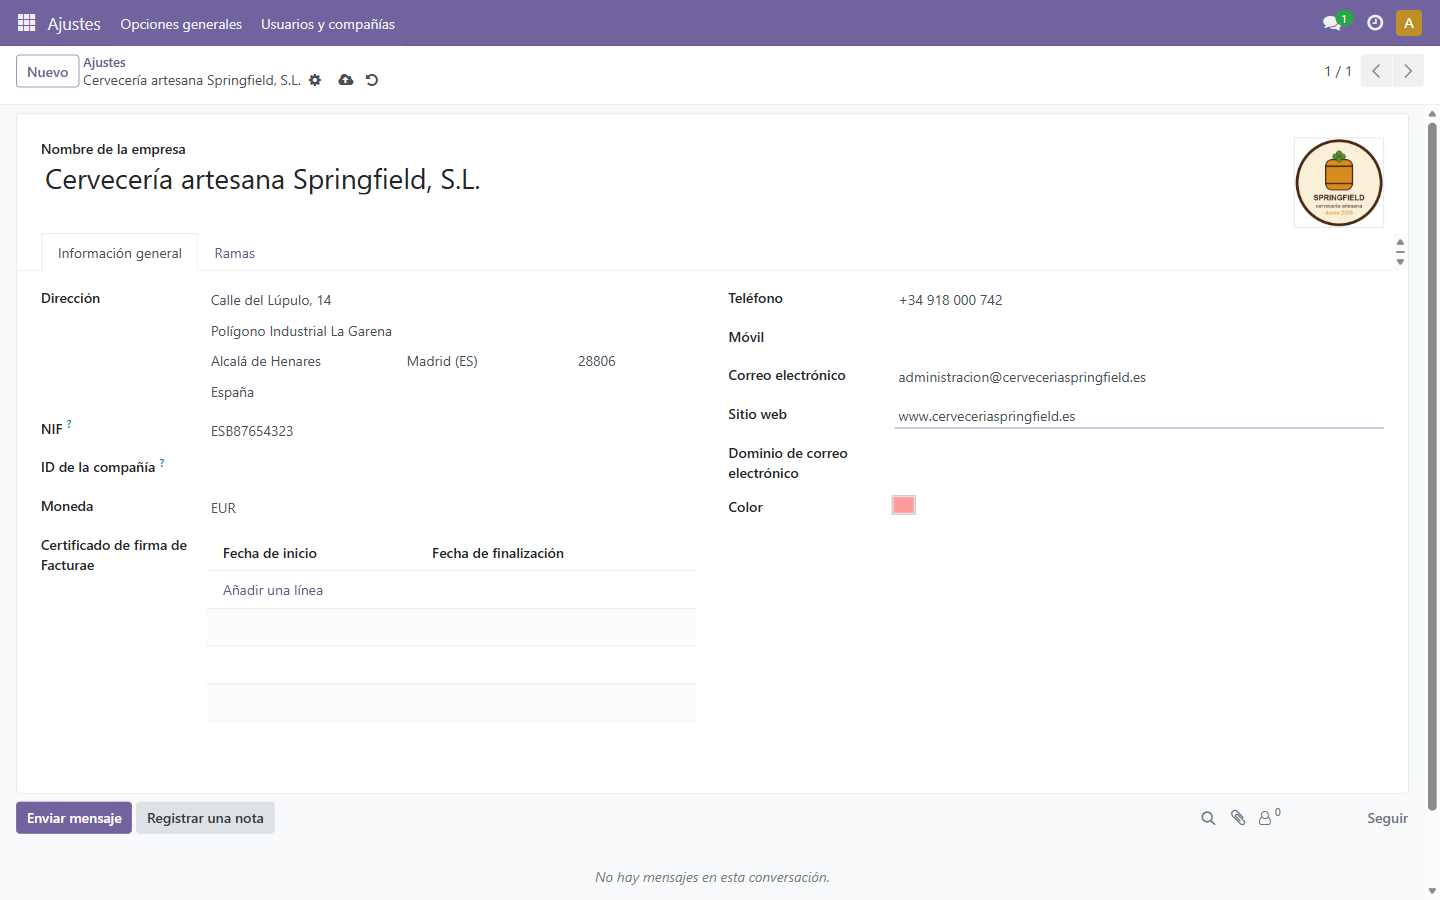 Ajustes Opciones generales Usuarios y compañías 1 A
Nuevo
Ajustes
Cervecería artesana Springfield, S.L.
1 / 1
Nombre de la empresa
Cervecería artesana Springfield, S.L.
SPRINGFIELD
cervecería artesana
desde 2026
Información general Ramas
Dirección
Calle del Lúpulo, 14
Polígono Industrial La Garena
Alcalá de Henares Madrid (ES) 28806
España
NIF ?
ESB87654323
ID de la compañía ?
Moneda
EUR
Certificado de firma de Facturae
Fecha de inicio Fecha de finalización
Añadir una línea
Teléfono
+34 918 000 742
Móvil
Correo electrónico
administracion@cerveceriaspringfield.es
Sitio web
www.cerveceriaspringfield.es
Dominio de correo
electrónico
Color
Enviar mensaje Registrar una nota 0 Seguir
No hay mensajes en esta conversación.